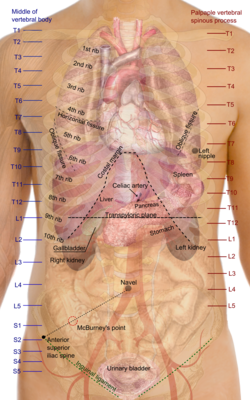 Middle of
vertebral body
Palpaple vertebral
spinous process
T1
T2
T3
T4
T5
T6
T7
T8
T9
T10
T11
T12
L1
L2
L3
L4
L5
S1
S2
S3
S4
S5
1st rib
2nd rib
3rd rib
4th rib
Horizontal fissure
5th rib
Oblique fissure
6th rib
7th rib
8th rib
9th rib
10th rib
Costal margin
Oblique fissure
Left
nipple
Spleen
Celiac artery
Liver
Pancreas
Transpyloric plane
Stomach
Gallbladder
Right kidney
Left kidney
Navel
McBurney's point
Anterior
superior
iliac spine
Urinary bladder
T1
T2
T3
T4
T5
T6
T7
T8
T9
T10
T12
L1
L2
L3
L4
L5